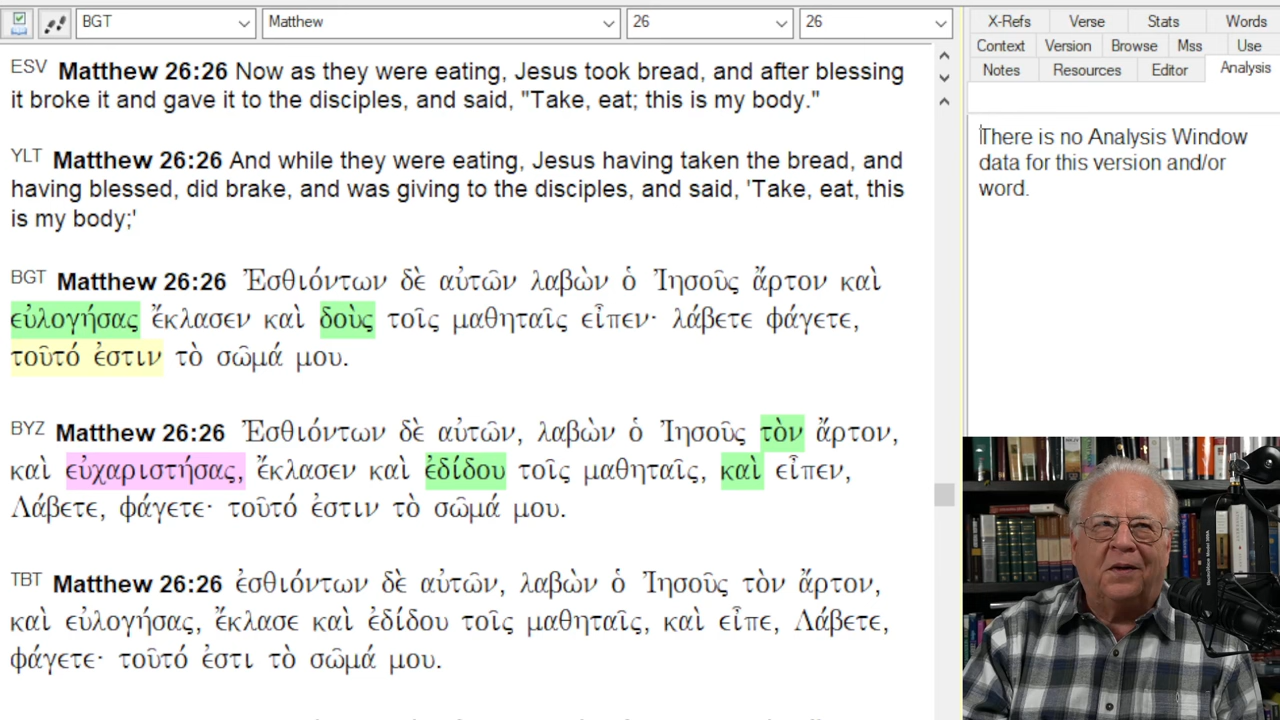 BGT Matthew 26 26
X-Refs Verse Stats Words
Context Version Browse Mss Use
Notes Resources Editor Analysis
ESV Matthew 26:26 Now as they were eating, Jesus took bread, and after blessing
it broke it and gave it to the disciples, and said, "Take, eat; this is my body."
YLT Matthew 26:26 And while they were eating, Jesus having taken the bread, and
having blessed, did brake, and was giving to the disciples, and said, 'Take, eat, this
is my body;'
BGT Matthew 26:26 Ἐσθιόντων δὲ αὐτῶν λαβὼν ὁ Ἰησοῦς ἄρτον καὶ
εὐλογήσας ἔκλασεν καὶ δοὺς τοῖς μαθηταῖς εἶπεν· λάβετε φάγετε,
τοῦτό ἐστιν τὸ σῶμά μου.
BYZ Matthew 26:26 Ἐσθιόντων δὲ αὐτῶν, λαβὼν ὁ Ἰησοῦς τὸν ἄρτον,
καὶ εὐχαριστήσας, ἔκλασεν καὶ ἐδίδου τοῖς μαθηταῖς, καὶ εἶπεν,
Λάβετε, φάγετε· τοῦτό ἐστιν τὸ σῶμά μου.
TBT Matthew 26:26 ἐσθιόντων δὲ αὐτῶν, λαβὼν ὁ Ἰησοῦς τὸν ἄρτον,
καὶ εὐλογήσας, ἔκλασε καὶ ἐδίδου τοῖς μαθηταῖς, καὶ εἶπε, Λάβετε,
φάγετε· τοῦτό ἐστι τὸ σῶμά μου.
There is no Analysis Window
data for this version and/or
word.